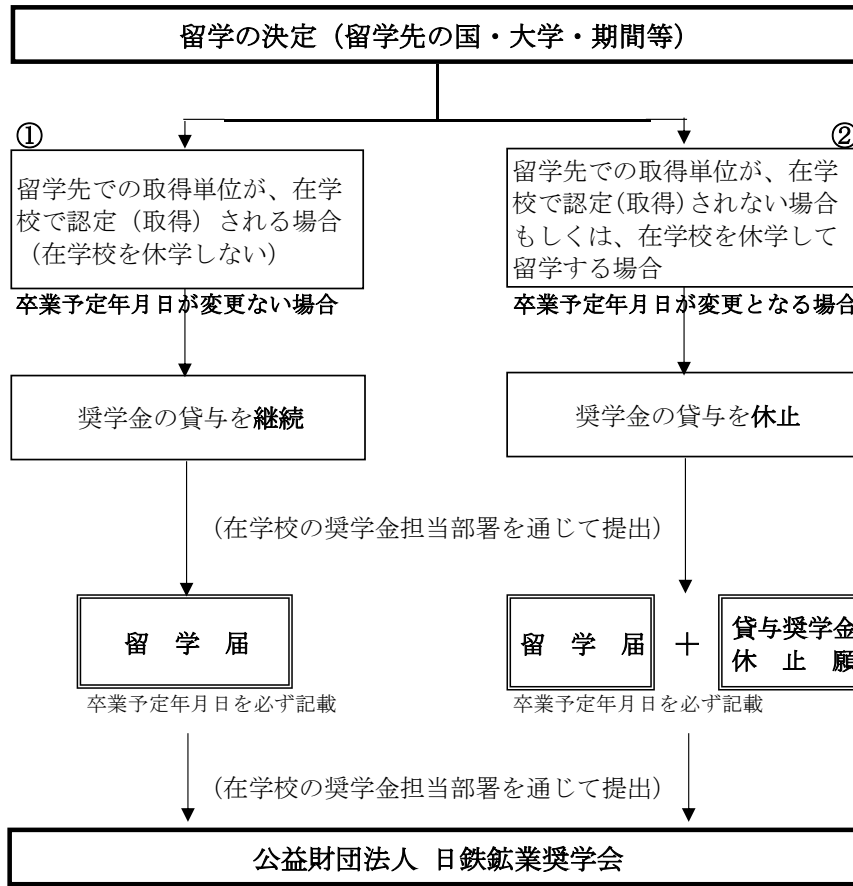 留学の決定（留学先の国・大学・期間等）
①
留学先での取得単位が、在学
校で認定（取得）される場合
（在学校を休学しない）
卒業予定年月日が変更ない場合
②
留学先での取得単位が、在学
校で認定(取得)されない場合
もしくは、在学校を休学して
留学する場合
卒業予定年月日が変更となる場合
奨学金の貸与を継続
奨学金の貸与を休止
（在学校の奨学金担当部署を通じて提出）
留　学　届
卒業予定年月日を必ず記載
留　学　届
＋
貸与奨学金
休　止　願
卒業予定年月日を必ず記載
（在学校の奨学金担当部署を通じて提出）
公益財団法人 日鉄鉱業奨学会